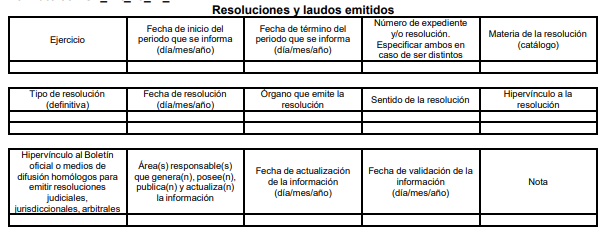 Resoluciones y laudos emitidos
Ejercicio
Fecha de inicio del
periodo que se informa
(día/mes/año)
Fecha de término del
periodo que se informa
(día/mes/año)
Número de expediente
y/o resolución.
Especificar ambos en
caso de ser distintos
Materia de la resolución
(catálogo)
Tipo de resolución
(definitiva)
Fecha de resolución
(día/mes/año)
Órgano que emite la
resolución
Sentido de la resolución
Hipervínculo a la
resolución
Hipervínculo al Boletín
oficial o medios de
difusión homólogos para
emitir resoluciones
judiciales,
jurisdiccionales, arbitrales
Área(s) responsable(s)
que genera(n), posee(n),
publica(n) y actualiza(n)
la información
Fecha de actualización
de la información
(día/mes/año)
Fecha de validación de la
información
(día/mes/año)
Nota